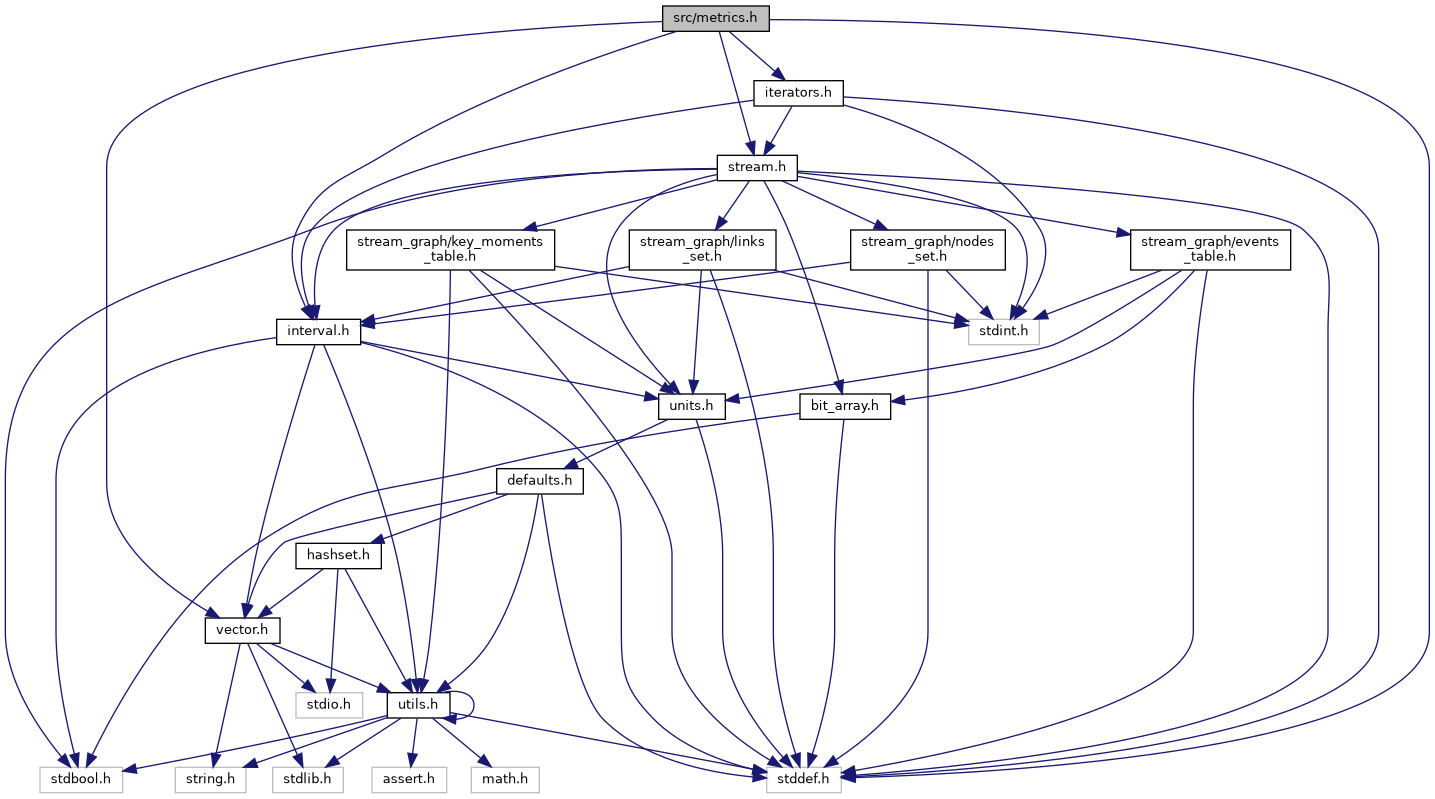 src/metrics.h
iterators.h
stream.h
stream_graph/key_moments
_table.h
stream_graph/links
_set.h
stream_graph/nodes
_set.h
stream_graph/events
_table.h
interval.h
stdint.h
units.h
bit_array.h
defaults.h
hashset.h
vector.h
stdio.h
utils.h
stdbool.h
string.h
stdlib.h
assert.h
math.h
stddef.h